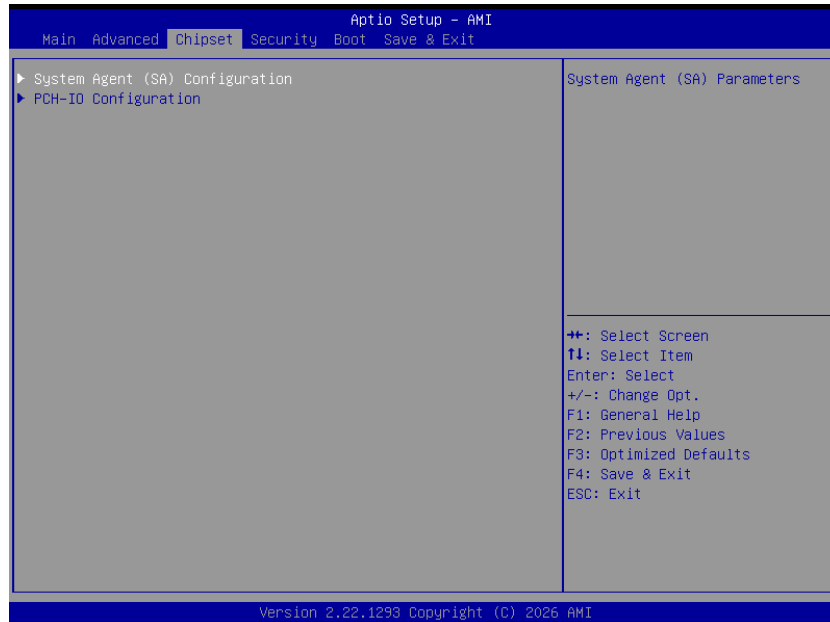 Aptio Setup – AMI
Main Advanced Chipset Security Boot Save & Exit
System Agent (SA) Configuration
PCH-IO Configuration
System Agent (SA) Parameters
→←: Select Screen
↑↓: Select Item
Enter: Select
+/-: Change Opt.
F1: General Help
F2: Previous Values
F3: Optimized Defaults
F4: Save & Exit
ESC: Exit
Version 2.22.1293 Copyright (C) 2026 AMI